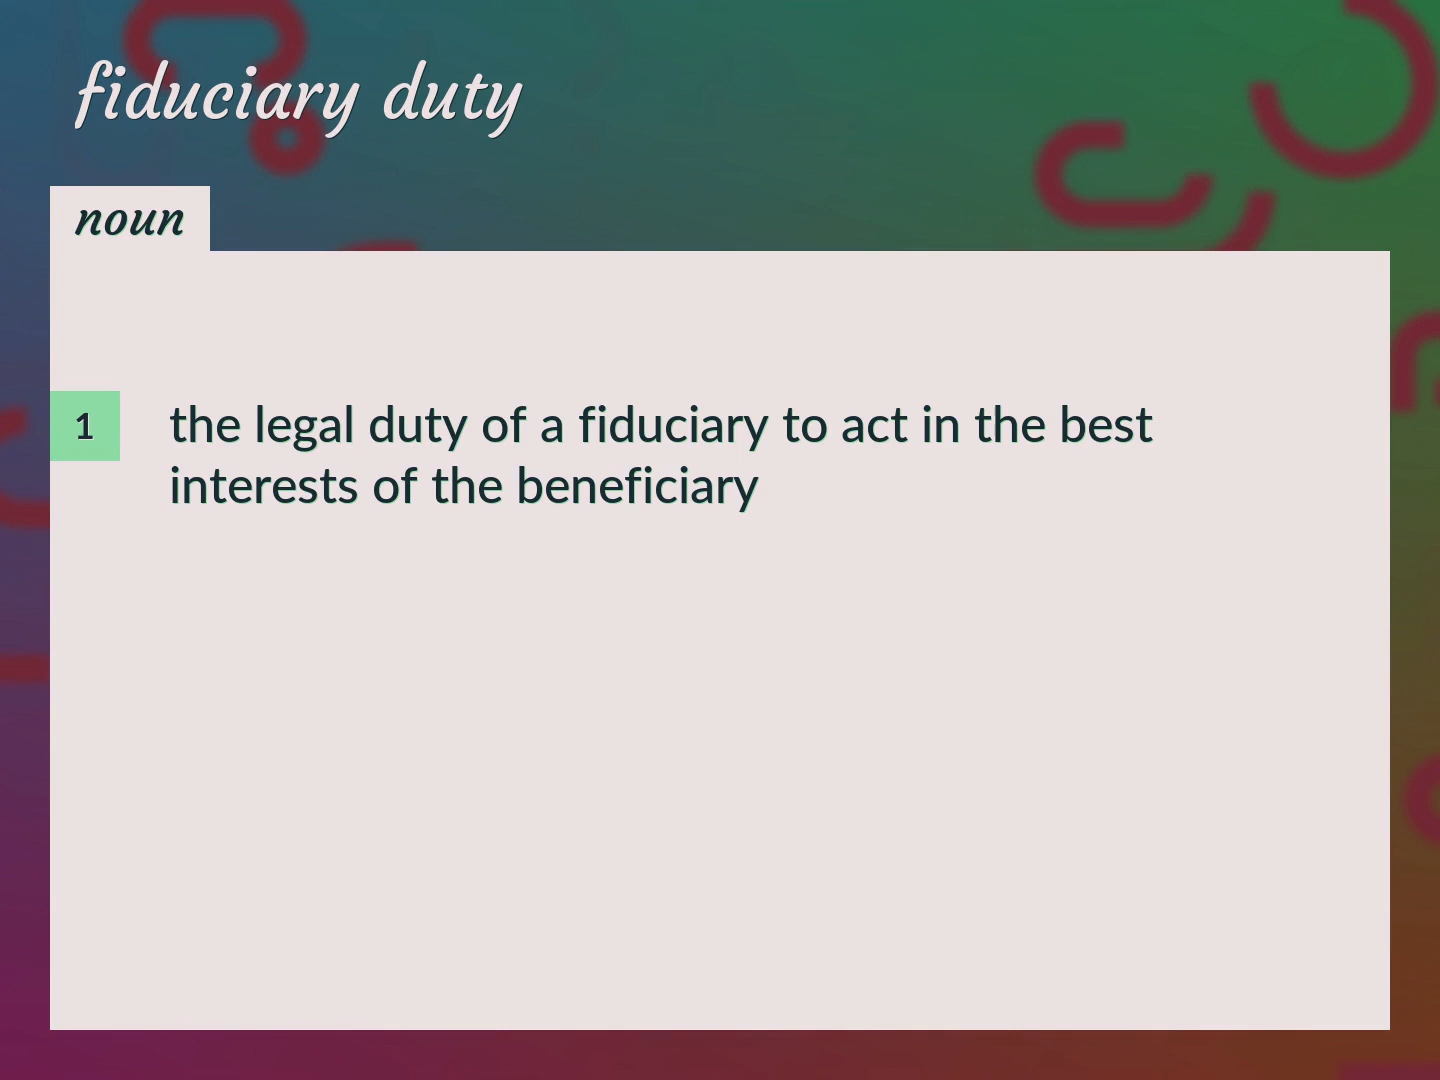 fiduciary duty
noun
1
the legal duty of a fiduciary to act in the best
interests of the beneficiary